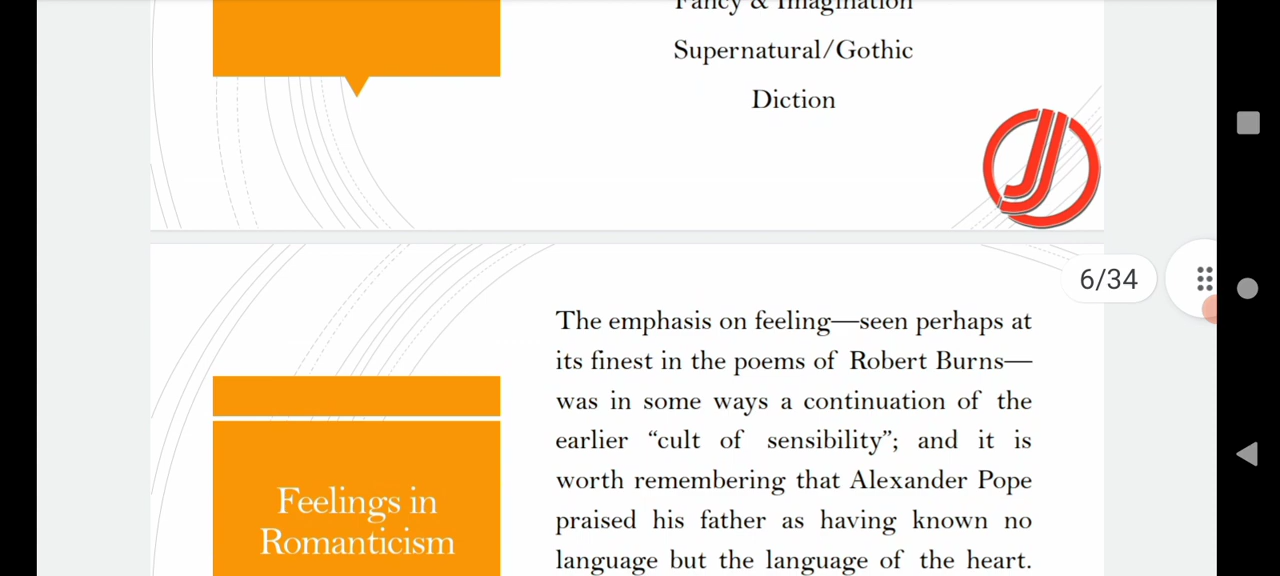 Fancy & Imagination
Supernatural/Gothic
Diction
6/34
The emphasis on feeling—seen perhaps at
its finest in the poems of Robert Burns—
was in some ways a continuation of the
earlier “cult of sensibility”; and it is
worth remembering that Alexander Pope
praised his father as having known no
language but the language of the heart.
Feelings in
Romanticism